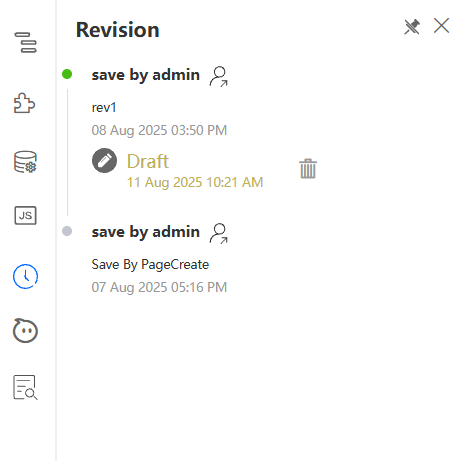 Revision
save by admin
rev1
08 Aug 2025 03:50 PM
Draft
11 Aug 2025 10:21 AM
JS
save by admin
Save By PageCreate
07 Aug 2025 05:16 PM